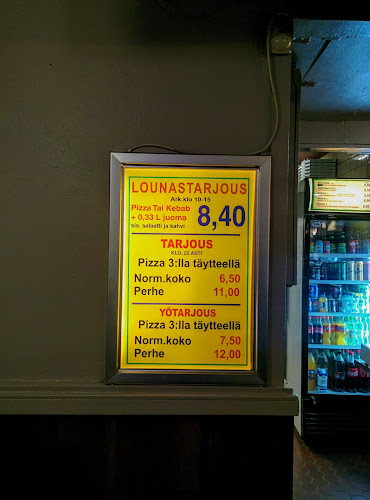 LOUNASTARJOUS
Ark.klo 10-15
Pizza Tai Kebab
+ 0,33 L juoma
sis. salaatti ja kahvi
8,40
TARJOUS
KLO. 22 ASTI
Pizza 3:lla täytteellä
Norm.koko 6,50
Perhe 11,00
YÖTARJOUS
Pizza 3:lla täytteellä
Norm.koko 7,50
Perhe 12,00